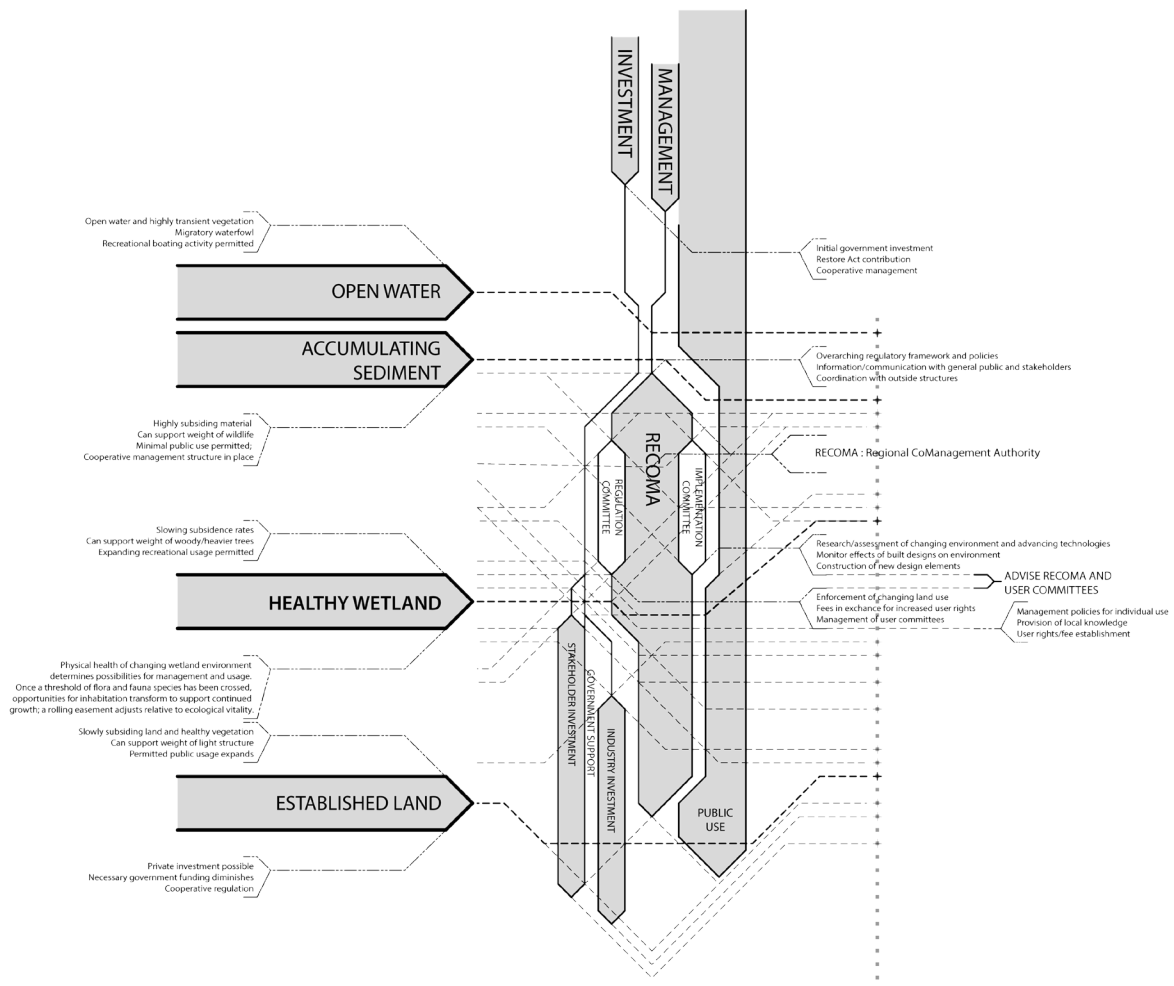 INVESTMENT
MANAGEMENT
Open water and highly transient vegetation
Migratory waterfowl
Recreational boating activity permitted
Initial government investment
Restore Act contribution
Cooperative management
OPEN WATER
ACCUMULATING
SEDIMENT
Overarching regulatory framework and policies
Information/communication with general public and stakeholders
Coordination with outside structures
Highly subsiding material
Can support weight of wildlife
Minimal public use permitted;
Cooperative management structure in place
RECOMA
REGULATION
COMMITTEE
IMPLEMENTATION
COMMITTEE
RECOMA : Regional CoManagement Authority
Slowing subsidence rates
Can support weight of woody/heavier trees
Expanding recreational usage permitted
Research/assessment of changing environment and advancing technologies
Monitor effects of built designs on environment
Construction of new design elements
ADVISE RECOMA AND
USER COMMITTEES
HEALTHY WETLAND
Enforcement of changing land use
Fees in exchange for increased user rights
Management of user committees
Management policies for individual use
Provision of local knowledge
User rights/fee establishment
Physical health of changing wetland environment
determines possibilities for management and usage.
Once a threshold of flora and fauna species has been crossed,
opportunities for inhabitation transform to support continued
growth; a rolling easement adjusts relative to ecological vitality.
STAKEHOLDER INVESTMENT
GOVERNMENT SUPPORT
INDUSTRY INVESTMENT
Slowly subsiding land and healthy vegetation
Can support weight of light structure
Permitted public usage expands
ESTABLISHED LAND
PUBLIC
USE
Private investment possible
Necessary government funding diminishes
Cooperative regulation